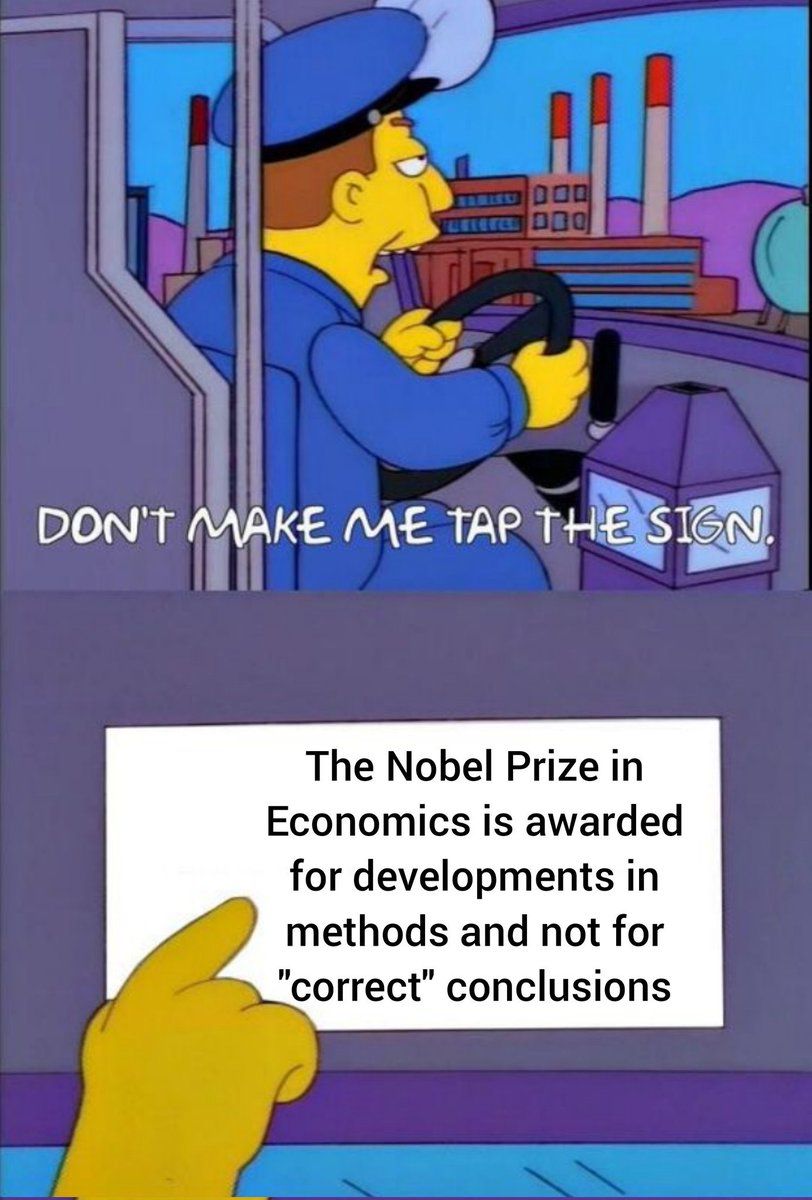 DON'T MAKE ME TAP THE SIGN.
The Nobel Prize in
Economics is awarded
for developments in
methods and not for
"correct" conclusions